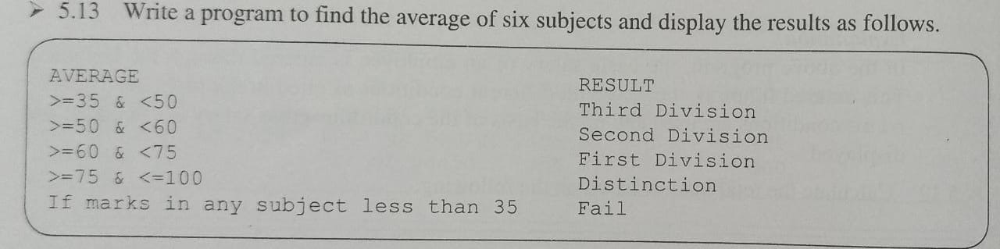 ➤ 5.13 Write a program to find the average of six subjects and display the results as follows.
AVERAGE RESULT
>=35 & <50 Third Division
>=50 & <60 Second Division
>=60 & <75 First Division
>=75 & <=100 Distinction
If marks in any subject less than 35 Fail